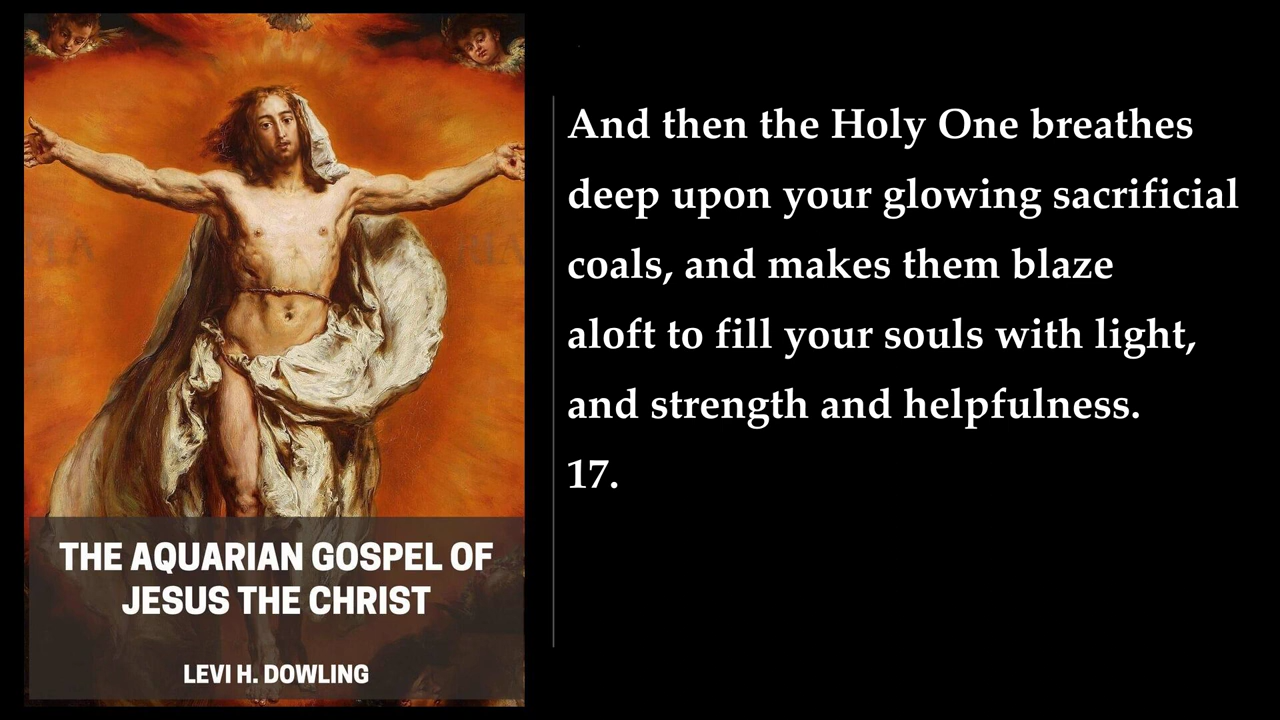 THE AQUARIAN GOSPEL OF
JESUS THE CHRIST
LEVI H. DOWLING
And then the Holy One breathes
deep upon your glowing sacrificial
coals, and makes them blaze
aloft to fill your souls with light,
and strength and helpfulness.
17.